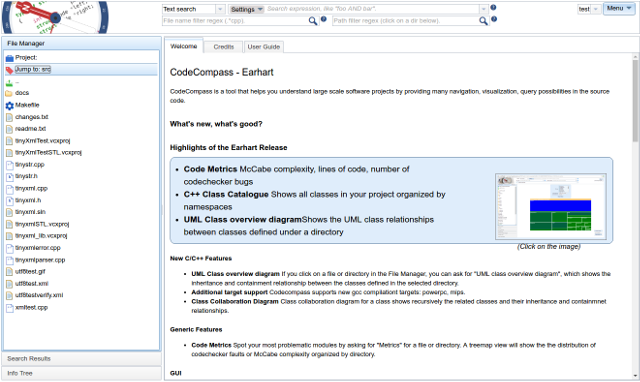 Text search
Settings
Search expression, like "foo AND bar".
test
Menu
File name filter regex (.*cpp).
Path filter regex (click on a dir below).
File Manager
Project:
Jump to: src
..
docs
Makefile
changes.txt
readme.txt
tinyXmlTest.vcxproj
tinyXmlTestSTL.vcxproj
tinystr.cpp
tinystr.h
tinyxml.cpp
tinyxml.h
tinyxml.sln
tinyxmlSTL.vcxproj
tinyxml_lib.vcxproj
tinyxmlerror.cpp
tinyxmlparser.cpp
utf8test.gif
utf8test.xml
utf8testverify.xml
xmltest.cpp
Search Results
Info Tree
Welcome
Credits
User Guide
CodeCompass - Earhart
CodeCompass is a tool that helps you understand large scale software projects by providing many navigation, visualization, query possibilities in the source
code.
What's new, what's good?
Highlights of the Earhart Release
Code Metrics McCabe complexity, lines of code, number of
codechecker bugs
C++ Class Catalogue Shows all classes in your project organized by
namespaces
UML Class overview diagramShows the UML class relationships
between classes defined under a directory
(Click on the image)
New C/C++ Features
UML Class overview diagram If you click on a file or directory in the File Manager, you can ask for "UML class overview diagram", which shows the
inheritance and containment relationship between the classes defined in the selected directory.
Additional target support Codecompass supports new gcc compliationt targets: powerpc, mips.
Class Collaboration Diagram Class collaboration diagram for a class shows recursively the related classes and their inheritance and containmnet
relationships.
Generic Features
Code Metrics Spot your most problematic modules by asking for "Metrics" for a file or directory. A treemap view will show the the distribution of
codechecker faults or McCabe complexity organized by directory.
GUI